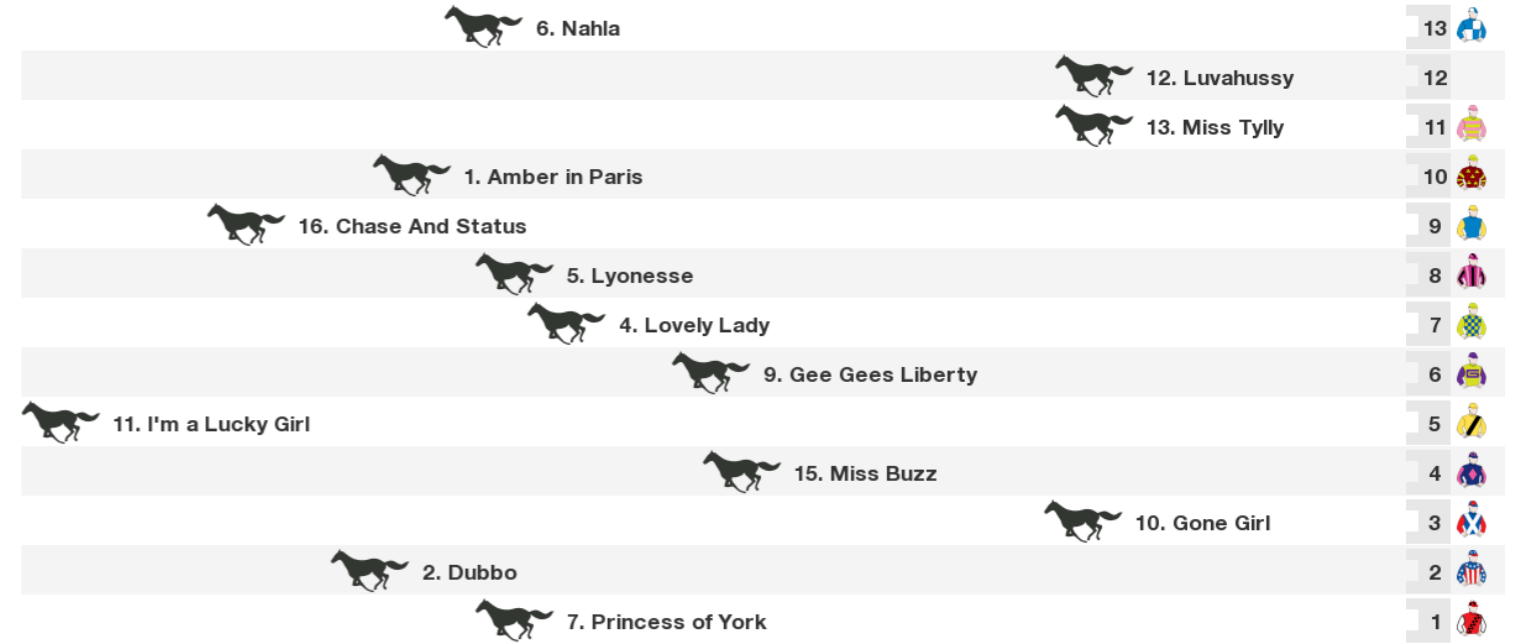 6. Nahla 13
12. Luvahussy 12
13. Miss Tylly 11
1. Amber in Paris 10
16. Chase And Status 9
5. Lyonesse 8
4. Lovely Lady 7
9. Gee Gees Liberty 6
11. I'm a Lucky Girl 5
15. Miss Buzz 4
10. Gone Girl 3
2. Dubbo 2
7. Princess of York 1